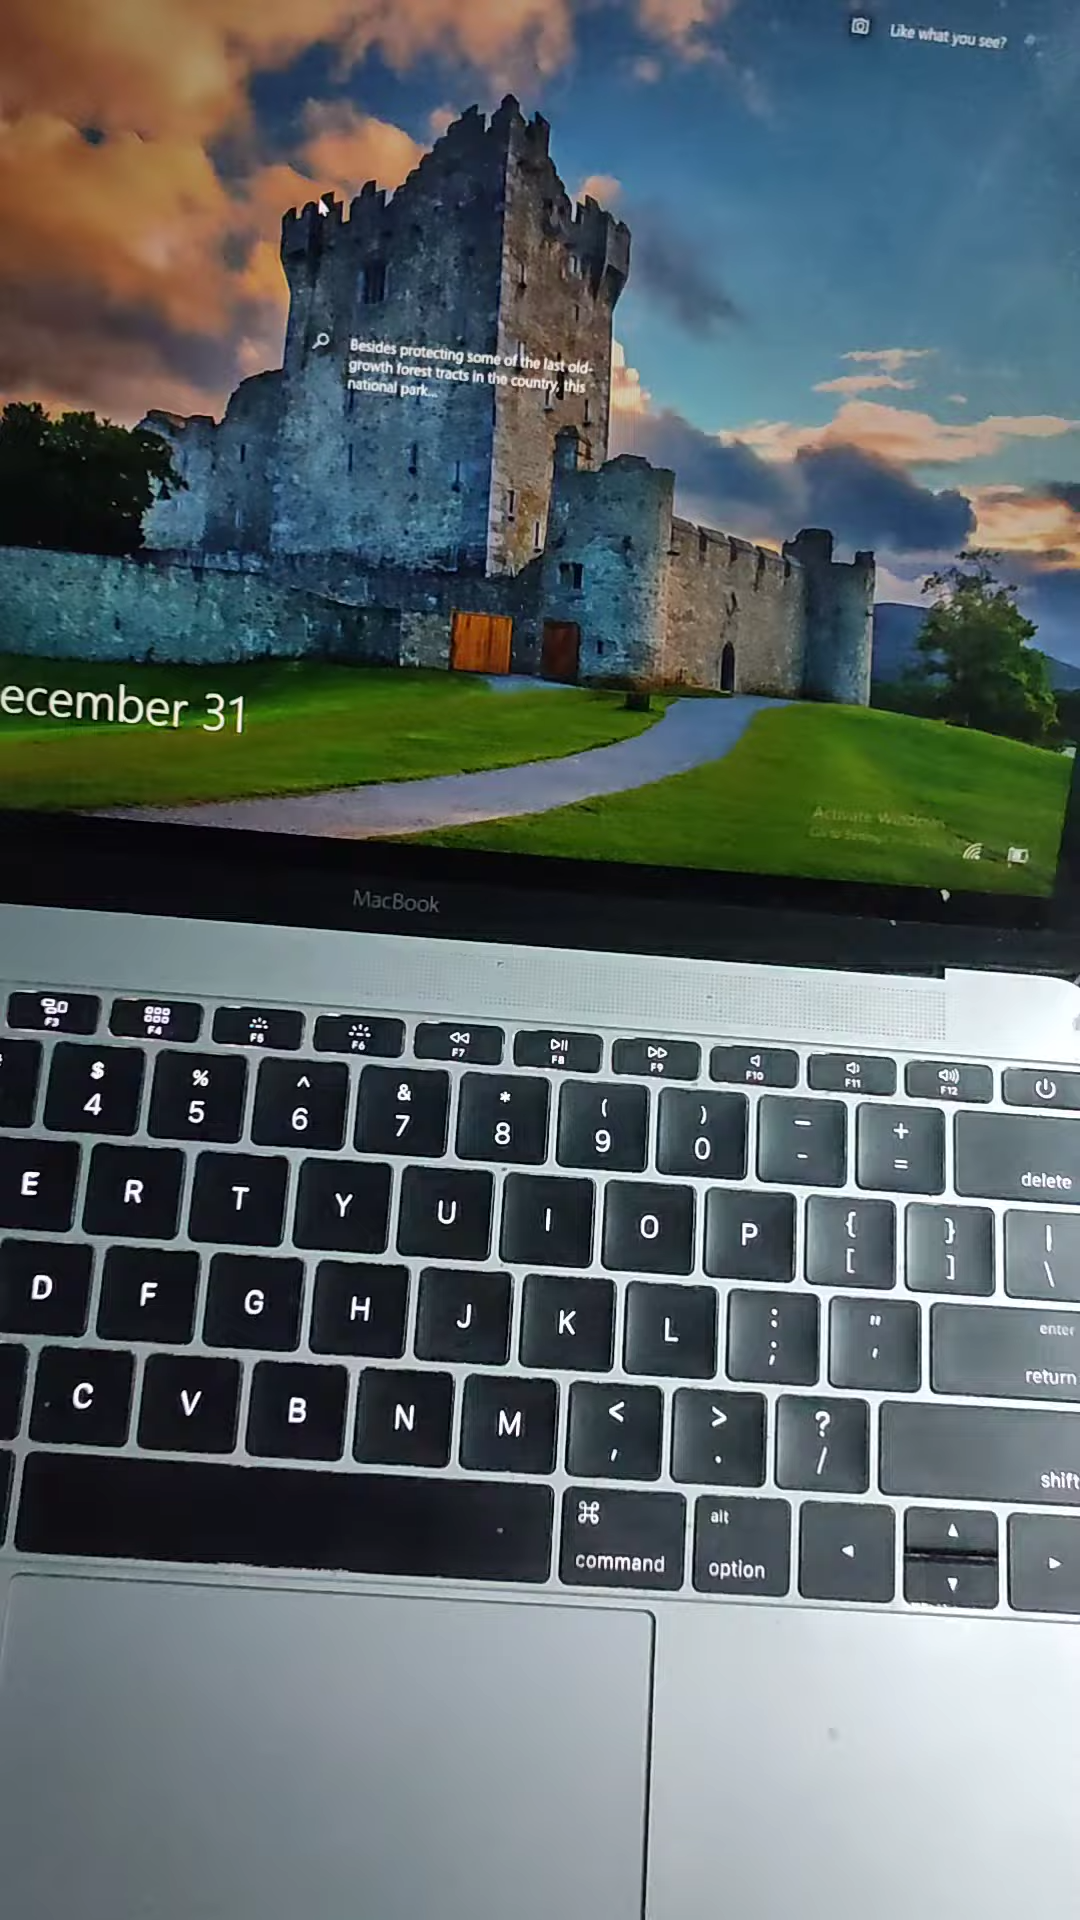 Like what you see?
Besides protecting some of the last old-
growth forest tracts in the country, this
national park...
ecember 31
Activate Windows
MacBook
F3 F4 F5 F6 F7 F8 F9 F10 F11 F12
$ % ^ & * ( ) — +
4 5 6 7 8 9 0 - =
delete
E R T Y U I O P { } |
[ ] \
D F G H J K L : "
; '
enter
return
C V B N M < > ?
, . /
shift
⌘ alt
command option